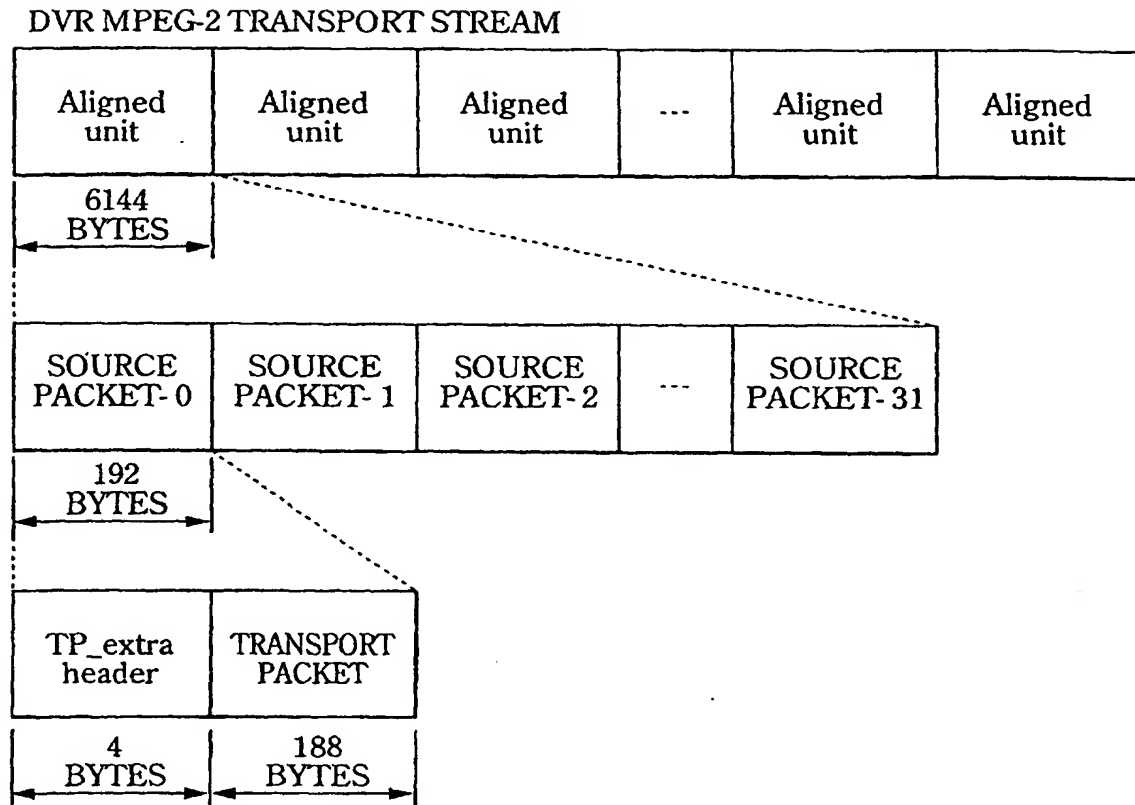 DVR MPEG-2 TRANSPORT STREAM
Aligned unit
Aligned unit
Aligned unit
---
Aligned unit
Aligned unit
6144 BYTES
SOURCE PACKET-0
SOURCE PACKET-1
SOURCE PACKET-2
---
SOURCE PACKET-31
192 BYTES
TP_extra header
TRANSPORT PACKET
4 BYTES
188 BYTES